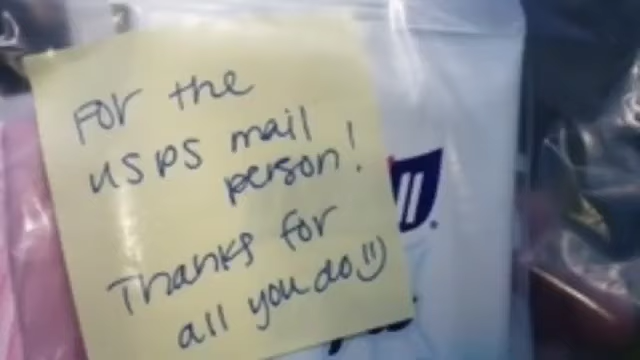 For the
USPS mail
person!
Thanks for
all you do